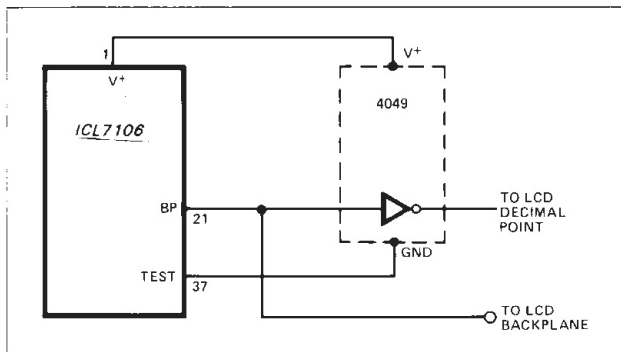 1
V+
V+
4049
ICL7106
BP
21
TO LCD
DECIMAL
POINT
GND
TEST
37
TO LCD
BACKPLANE